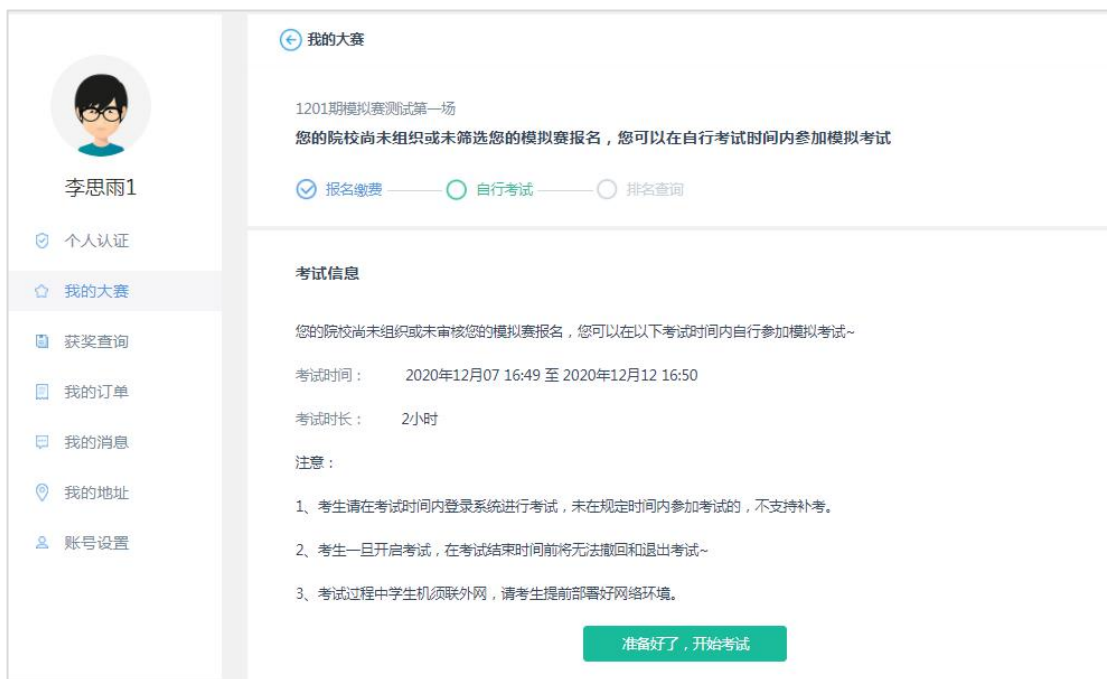 我的大赛
1201期模拟赛测试第一场
您的院校尚未组织或未筛选您的模拟赛报名，您可以在自行考试时间内参加模拟考试
报名缴费 自行考试 排名查询
李思雨1
个人认证
我的大赛
获奖查询
我的订单
我的消息
我的地址
账号设置
考试信息
您的院校尚未组织或未审核您的模拟赛报名，您可以在以下考试时间内自行参加模拟考试~
考试时间： 2020年12月07 16:49 至 2020年12月12 16:50
考试时长： 2小时
注意：
1、考生请在考试时间内登录系统进行考试，未在规定时间内参加考试的，不支持补考。
2、考生一旦开启考试，在考试结束时间前将无法撤回和退出考试~
3、考试过程中学生机须联外网，请考生提前部署好网络环境。
准备好了，开始考试